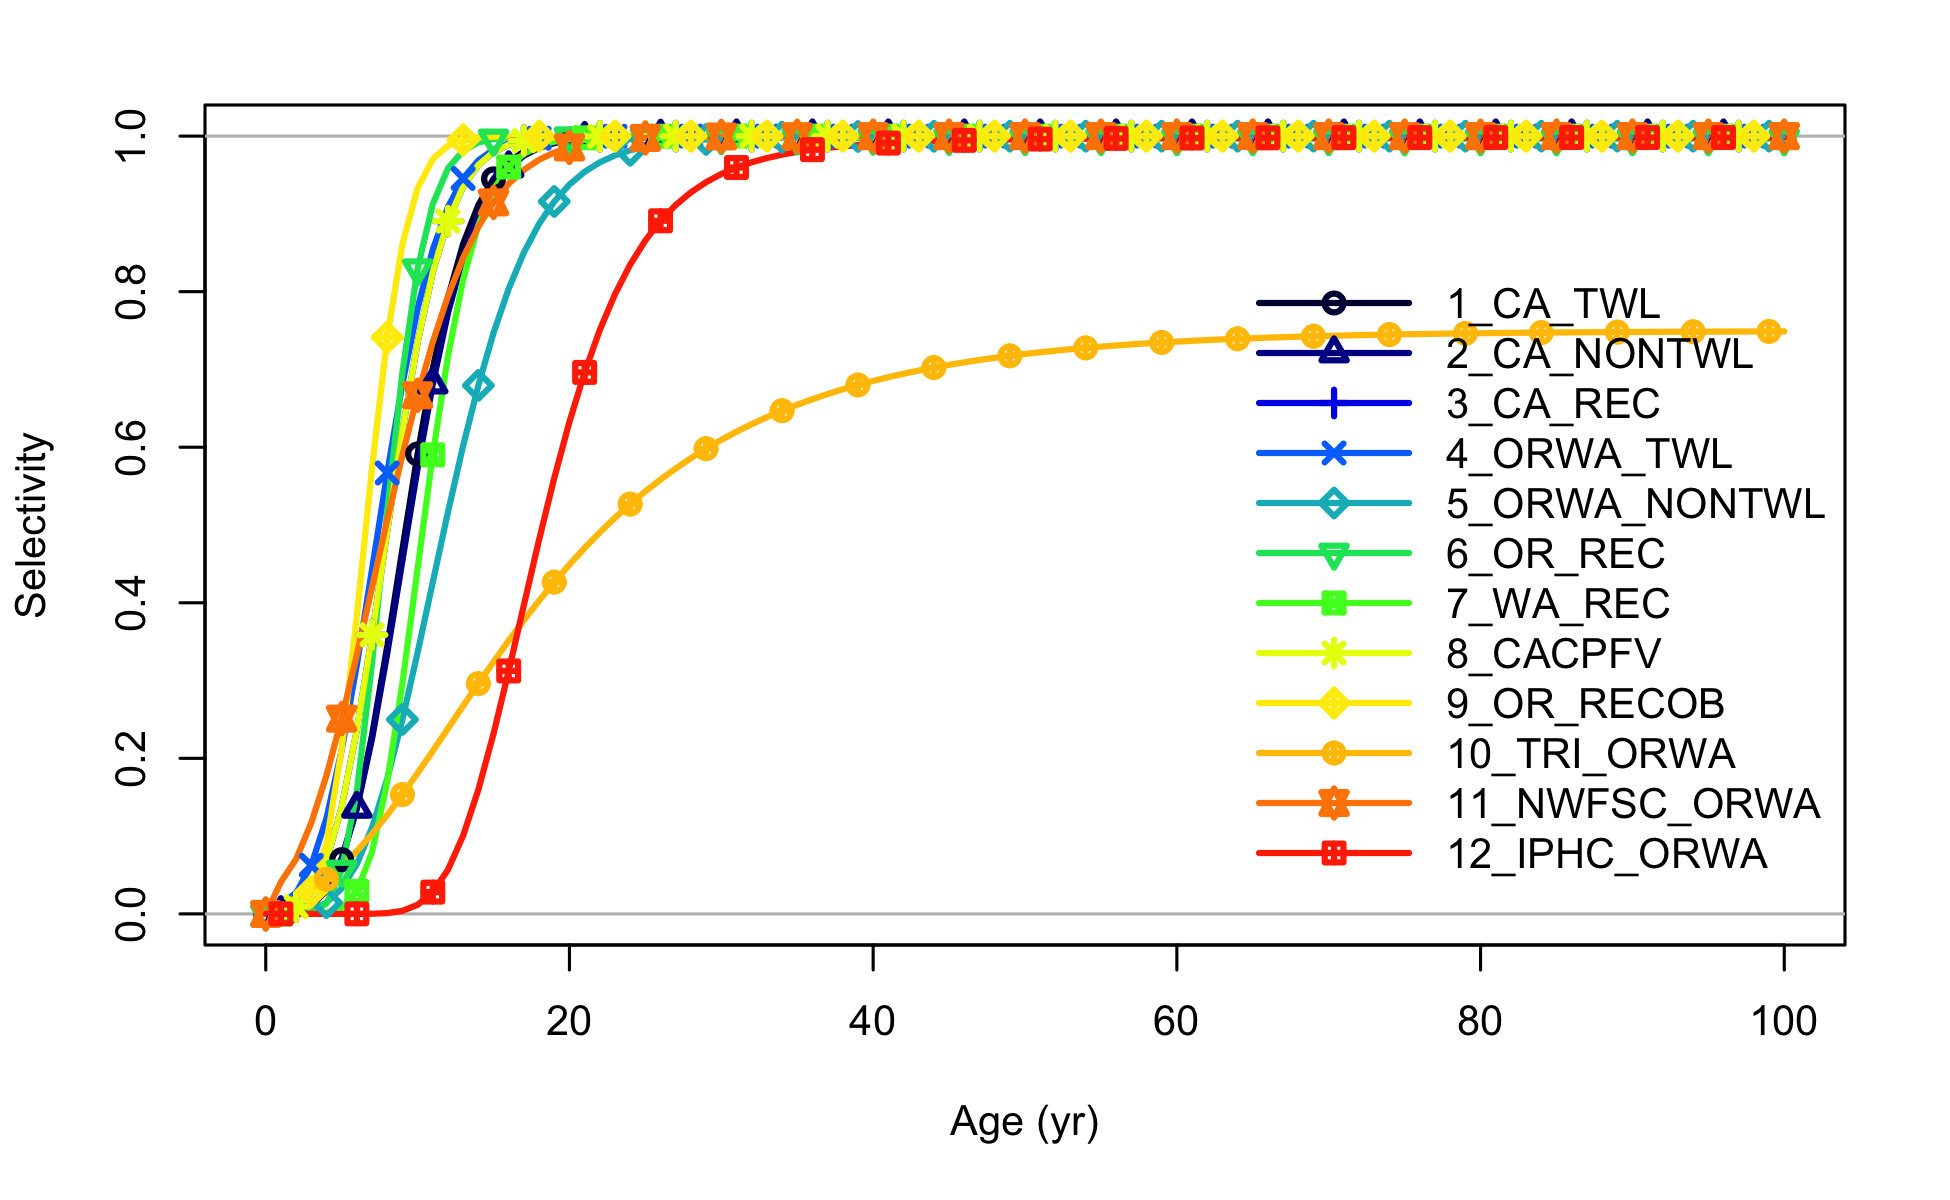 Selectivity
1.0
0.8
0.6
0.4
0.2
0.0
1_CA_TWL
2_CA_NONTWL
3_CA_REC
4_ORWA_TWL
5_ORWA_NONTWL
6_OR_REC
7_WA_REC
8_CACPFV
9_OR_RECOB
10_TRI_ORWA
11_NWFSC_ORWA
12_IPHC_ORWA
0 20 40 60 80 100
Age (yr)